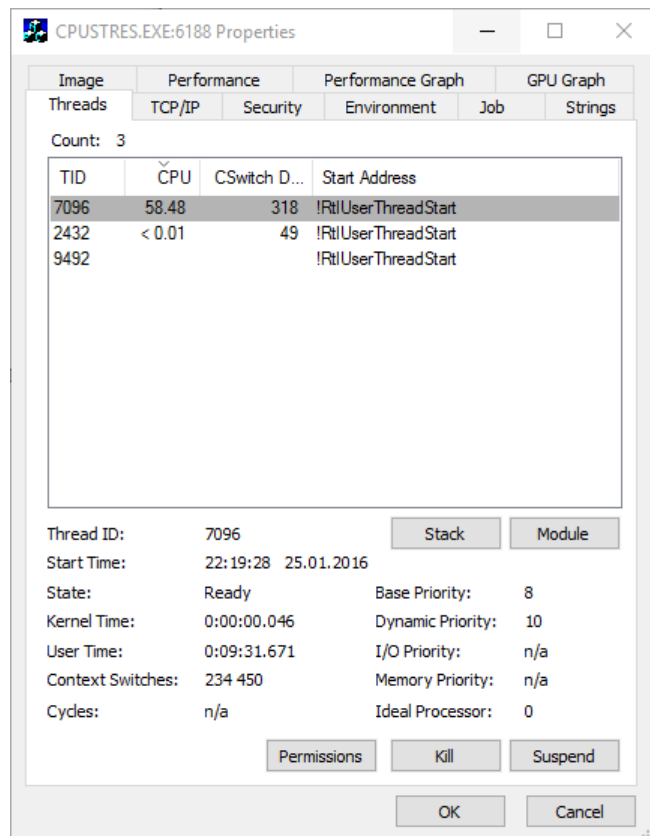 CPUSTRES.EXE:6188 Properties
Image Performance Performance Graph GPU Graph
Threads TCP/IP Security Environment Job Strings
Count: 3
TID CPU CSwitch D... Start Address
7096 58.48 318 !RtlUserThreadStart
2432 < 0.01 49 !RtlUserThreadStart
9492 !RtlUserThreadStart
Thread ID: 7096 Stack Module
Start Time: 22:19:28 25.01.2016
State: Ready Base Priority: 8
Kernel Time: 0:00:00.046 Dynamic Priority: 10
User Time: 0:09:31.671 I/O Priority: n/a
Context Switches: 234 450 Memory Priority: n/a
Cycles: n/a Ideal Processor: 0
Permissions Kill Suspend
OK Cancel